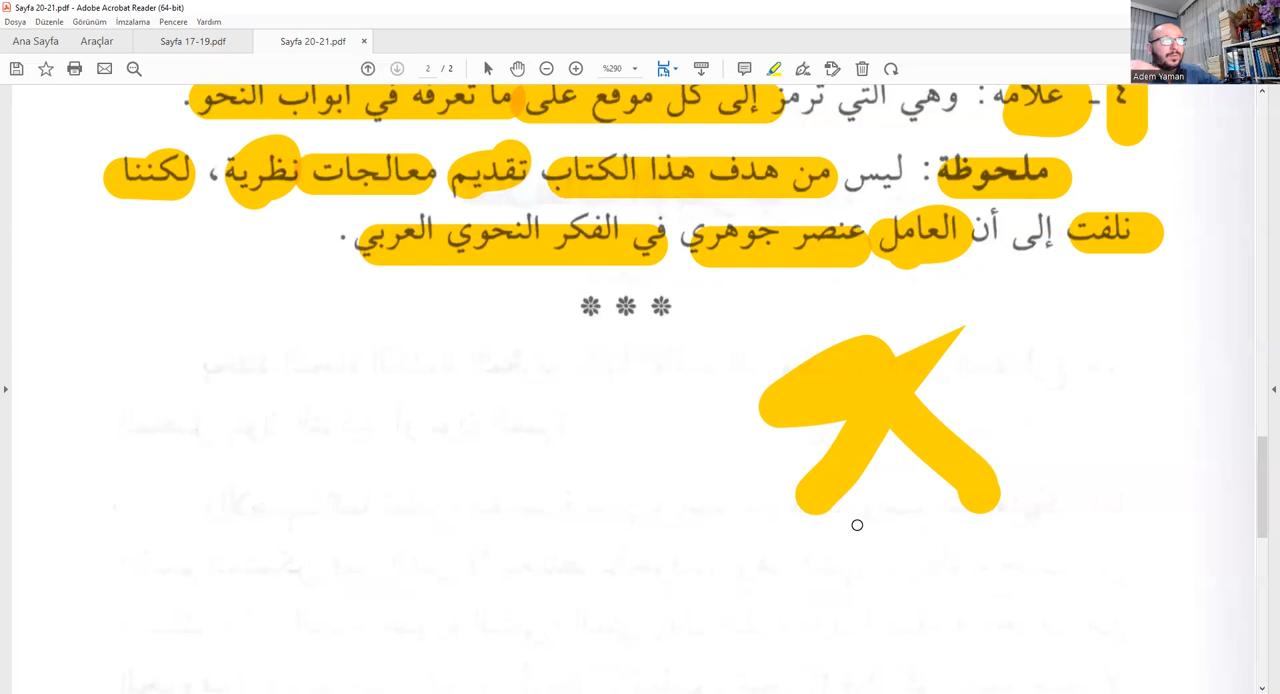 Sayfa 20-21.pdf - Adobe Acrobat Reader (64-bit)
Dosya Düzenle Görünüm İmzalama Pencere Yardım
Ana Sayfa Araçlar Sayfa 17-19.pdf Sayfa 20-21.pdf ×
2 / 2 %290
Adem Yaman
٤ ـ علامه : وهي التي ترمز إلى كل موقع على ما تعرفه في أبواب النحو .
ملحوظة : ليس من هدف هذا الكتاب تقديم معالجات نظرية ، لكننا
نلفت إلى أن العامل عنصر جوهري في الفكر النحوي العربي .